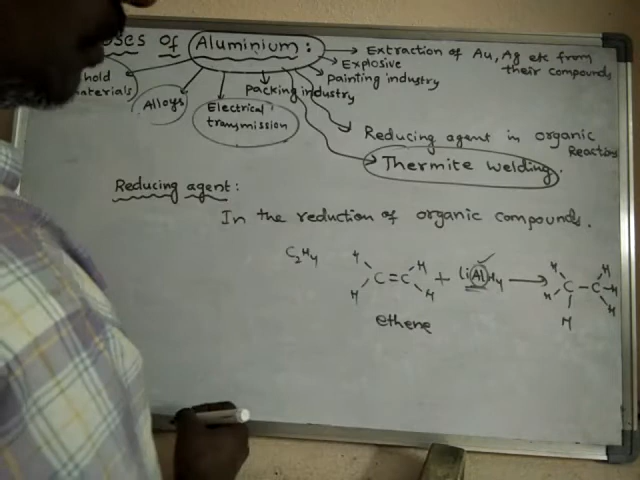 uses of Aluminium :
Extraction of Au, Ag etc from
their compounds
Explosive
Painting industry
Packing industry
hold
materials
Alloys
Electrical
transmission
Reducing agent in organic
Reactions
Thermite welding.
Reducing agent :
In the reduction of organic compounds.
C2H4
H H H H
C = C + LiAlH4 → C - C - H
H H H H
H
ethene